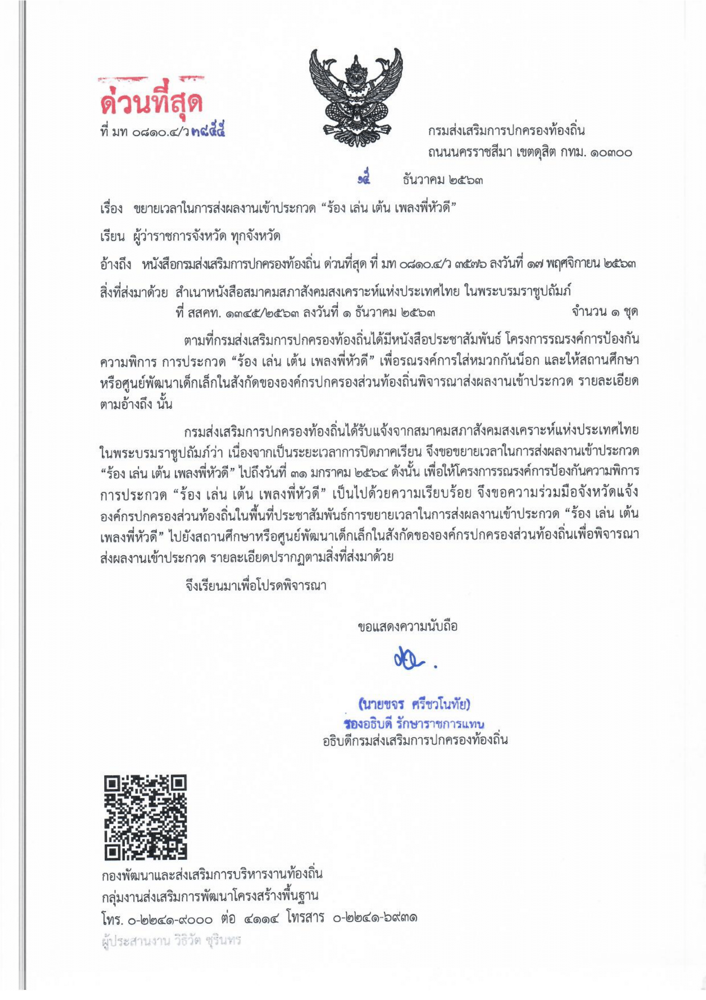 ด่วนที่สุด
ที่ มท ๐๘๑๐.๔/ว๓๙๕๕
กรมส่งเสริมการปกครองท้องถิ่น
ถนนนครราชสีมา เขตดุสิต กทม. ๑๐๓๐๐
๑๕ ธันวาคม ๒๕๖๓
เรื่อง ขยายเวลาในการส่งผลงานเข้าประกวด “ร้อง เล่น เต้น เพลงพี่หัวดี”
เรียน ผู้ว่าราชการจังหวัด ทุกจังหวัด
อ้างถึง หนังสือกรมส่งเสริมการปกครองท้องถิ่น ด่วนที่สุด ที่ มท ๐๘๑๐.๔/ว ๓๕๗๖ ลงวันที่ ๑๗ พฤศจิกายน ๒๕๖๓
สิ่งที่ส่งมาด้วย สำเนาหนังสือสมาคมสภาสังคมสงเคราะห์แห่งประเทศไทย ในพระบรมราชูปถัมภ์
ที่ สสคท. ๑๓๔๕/๒๕๖๓ ลงวันที่ ๑ ธันวาคม ๒๕๖๓ จำนวน ๑ ชุด
ตามที่กรมส่งเสริมการปกครองท้องถิ่นได้มีหนังสือประชาสัมพันธ์ โครงการรณรงค์การป้องกัน
ความพิการ การประกวด “ร้อง เล่น เต้น เพลงพี่หัวดี” เพื่อรณรงค์การใส่หมวกกันน็อก และให้สถานศึกษา
หรือศูนย์พัฒนาเด็กเล็กในสังกัดขององค์กรปกครองส่วนท้องถิ่นพิจารณาส่งผลงานเข้าประกวด รายละเอียด
ตามอ้างถึง นั้น
กรมส่งเสริมการปกครองท้องถิ่นได้รับแจ้งจากสมาคมสภาสังคมสงเคราะห์แห่งประเทศไทย
ในพระบรมราชูปถัมภ์ว่า เนื่องจากเป็นระยะเวลาการปิดภาคเรียน จึงขอขยายเวลาในการส่งผลงานเข้าประกวด
“ร้อง เล่น เต้น เพลงพี่หัวดี” ไปถึงวันที่ ๓๑ มกราคม ๒๕๖๔ ดังนั้น เพื่อให้โครงการรณรงค์การป้องกันความพิการ
การประกวด “ร้อง เล่น เต้น เพลงพี่หัวดี” เป็นไปด้วยความเรียบร้อย จึงขอความร่วมมือจังหวัดแจ้ง
องค์กรปกครองส่วนท้องถิ่นในพื้นที่ประชาสัมพันธ์การขยายเวลาในการส่งผลงานเข้าประกวด “ร้อง เล่น เต้น
เพลงพี่หัวดี” ไปยังสถานศึกษาหรือศูนย์พัฒนาเด็กเล็กในสังกัดขององค์กรปกครองส่วนท้องถิ่นเพื่อพิจารณา
ส่งผลงานเข้าประกวด รายละเอียดปรากฏตามสิ่งที่ส่งมาด้วย
จึงเรียนมาเพื่อโปรดพิจารณา
ขอแสดงความนับถือ
(นายขจร ศรีชวโนทัย)
รองอธิบดี รักษาราชการแทน
อธิบดีกรมส่งเสริมการปกครองท้องถิ่น
กองพัฒนาและส่งเสริมการบริหารงานท้องถิ่น
กลุ่มงานส่งเสริมการพัฒนาโครงสร้างพื้นฐาน
โทร. ๐-๒๒๔๑-๙๐๐๐ ต่อ ๔๑๑๔ โทรสาร ๐-๒๒๔๑-๖๙๓๑
ผู้ประสานงาน วิธิวัต ชุรินทร